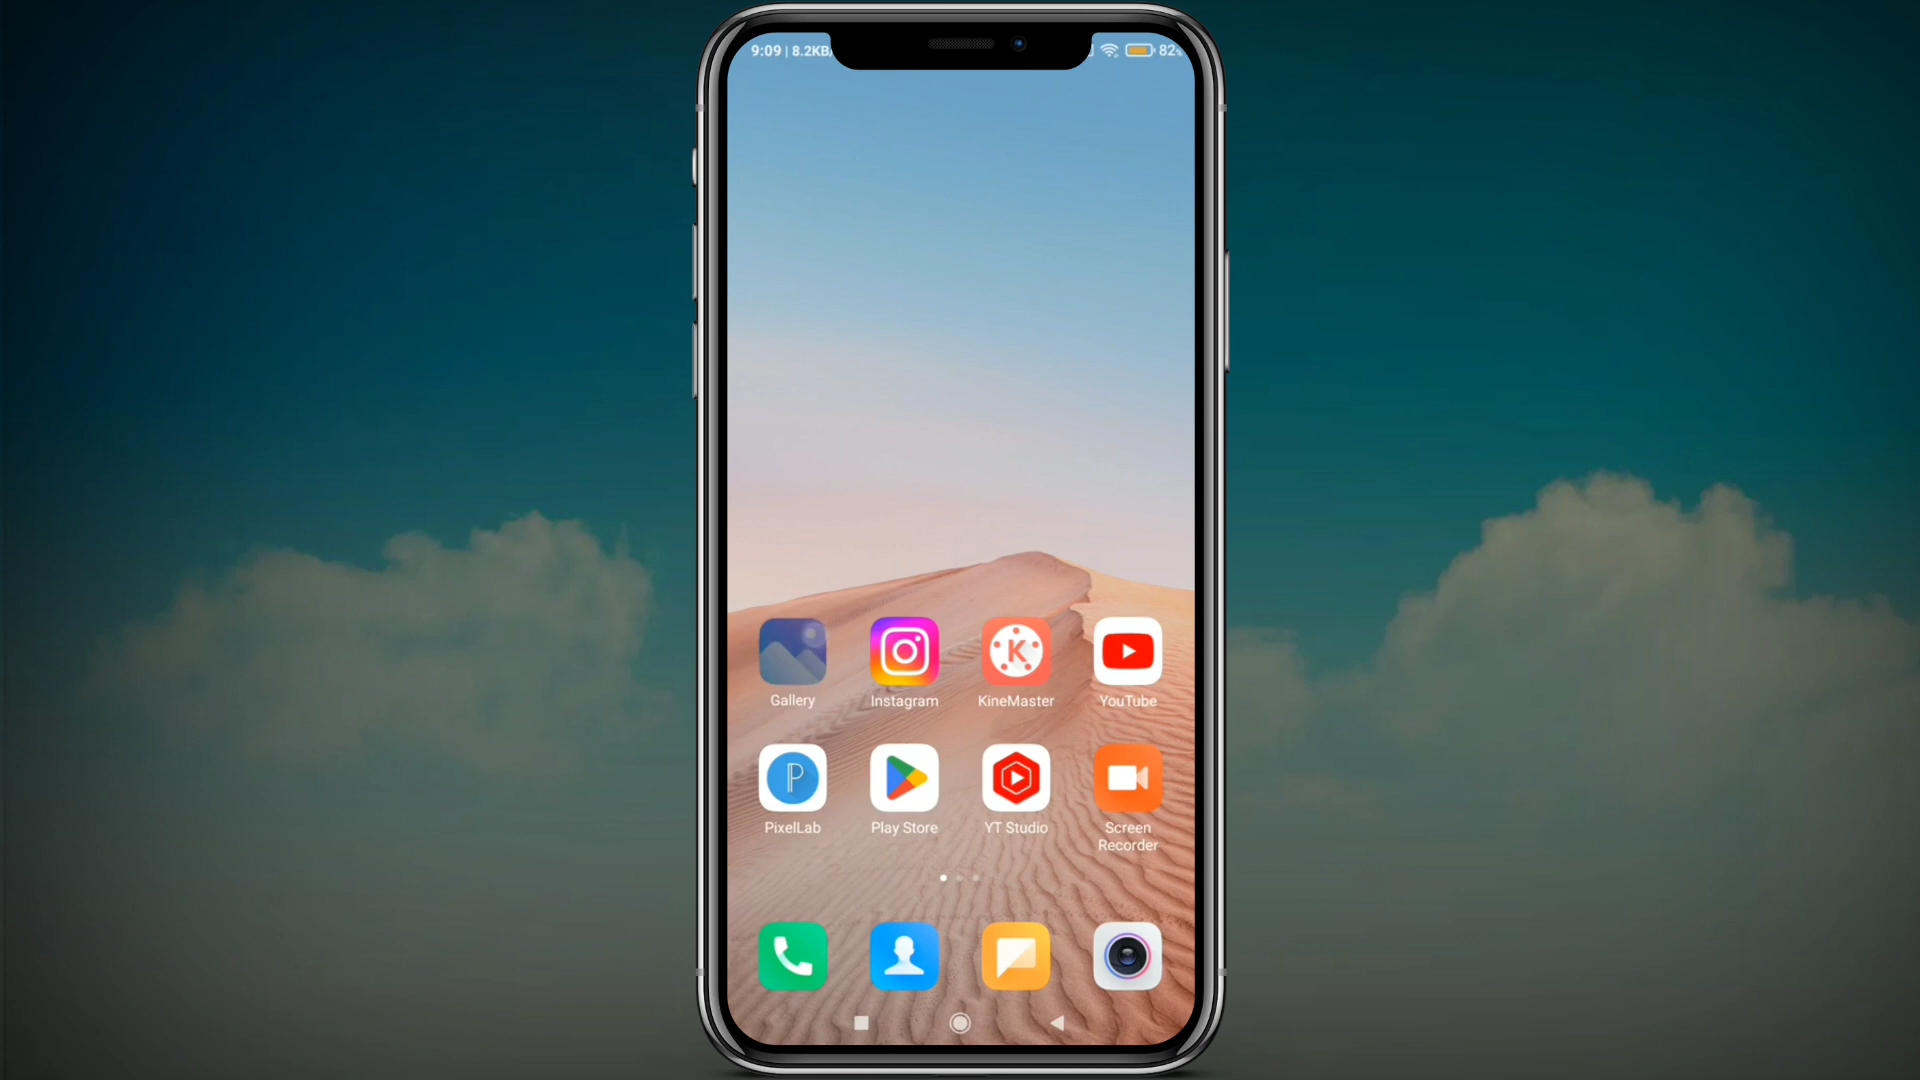 9:09 | 8.2KB/
82%
Gallery
Instagram
KineMaster
YouTube
PixelLab
Play Store
YT Studio
Screen
Recorder